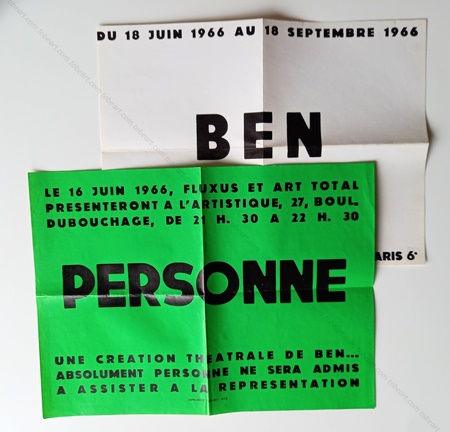 DU 18 JUIN 1966 AU 18 SEPTEMBRE 1966
BEN
ARIS 6e
LE 16 JUIN 1966, FLUXUS ET ART TOTAL
PRESENTERONT A L'ARTISTIQUE, 27, BOUL.
DUBOUCHAGE, DE 21 H. 30 A 22 H. 30
PERSONNE
UNE CREATION THEATRALE DE BEN...
ABSOLUMENT PERSONNE NE SERA ADMIS
A ASSISTER A LA REPRESENTATION